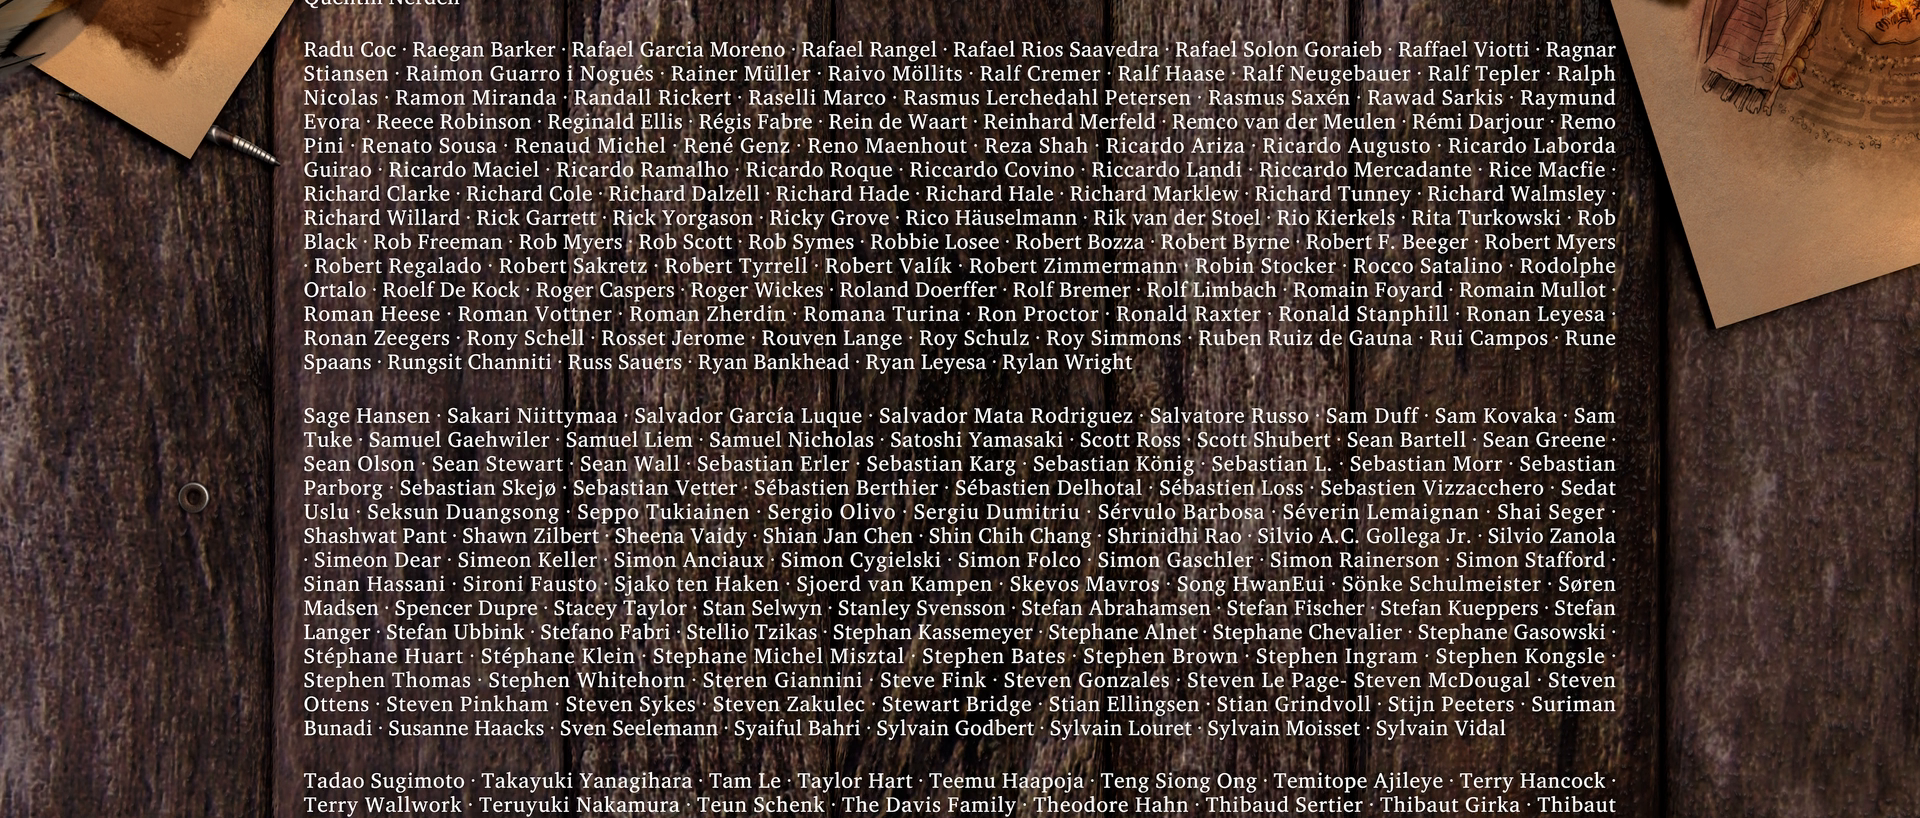 Quentin Nerden
Radu Coc · Raegan Barker · Rafael Garcia Moreno · Rafael Rangel · Rafael Rios Saavedra · Rafael Solon Goraieb · Raffael Viotti · Ragnar
Stiansen · Raimon Guarro i Nogués · Rainer Müller · Raivo Möllits · Ralf Cremer · Ralf Haase · Ralf Neugebauer · Ralf Tepler · Ralph
Nicolas · Ramon Miranda · Randall Rickert · Raselli Marco · Rasmus Lerchedahl Petersen · Rasmus Saxén · Rawad Sarkis · Raymund
Evora · Reece Robinson · Reginald Ellis · Régis Fabre · Rein de Waart · Reinhard Merfeld · Remco van der Meulen · Rémi Darjour · Remo
Pini · Renato Sousa · Renaud Michel · René Genz · Reno Maenhout · Reza Shah · Ricardo Ariza · Ricardo Augusto · Ricardo Laborda
Guirao · Ricardo Maciel · Ricardo Ramalho · Ricardo Roque · Riccardo Covino · Riccardo Landi · Riccardo Mercadante · Rice Macfie ·
Richard Clarke · Richard Cole · Richard Dalzell · Richard Hade · Richard Hale · Richard Marklew · Richard Tunney · Richard Walmsley ·
Richard Willard · Rick Garrett · Rick Yorgason · Ricky Grove · Rico Häuselmann · Rik van der Stoel · Rio Kierkels · Rita Turkowski · Rob
Black · Rob Freeman · Rob Myers · Rob Scott · Rob Symes · Robbie Losee · Robert Bozza · Robert Byrne · Robert F. Beeger · Robert Myers
· Robert Regalado · Robert Sakretz · Robert Tyrrell · Robert Valík · Robert Zimmermann · Robin Stocker · Rocco Satalino · Rodolphe
Ortalo · Roelf De Kock · Roger Caspers · Roger Wickes · Roland Doerffer · Rolf Bremer · Rolf Limbach · Romain Foyard · Romain Mullot ·
Roman Heese · Roman Vottner · Roman Zherdin · Romana Turina · Ron Proctor · Ronald Raxter · Ronald Stanphill · Ronan Leyesa ·
Ronan Zeegers · Rony Schell · Rosset Jerome · Rouven Lange · Roy Schulz · Roy Simmons · Ruben Ruiz de Gauna · Rui Campos · Rune
Spaans · Rungsit Channiti · Russ Sauers · Ryan Bankhead · Ryan Leyesa · Rylan Wright
Sage Hansen · Sakari Niittymaa · Salvador García Luque · Salvador Mata Rodriguez · Salvatore Russo · Sam Duff · Sam Kovaka · Sam
Tuke · Samuel Gaehwiler · Samuel Liem · Samuel Nicholas · Satoshi Yamasaki · Scott Ross · Scott Shubert · Sean Bartell · Sean Greene ·
Sean Olson · Sean Stewart · Sean Wall · Sebastian Erler · Sebastian Karg · Sebastian König · Sebastian L. · Sebastian Morr · Sebastian
Parborg · Sebastian Skejø · Sebastian Vetter · Sébastien Berthier · Sébastien Delhotal · Sébastien Loss · Sebastien Vizzacchero · Sedat
Uslu · Seksun Duangsong · Seppo Tukiainen · Sergio Olivo · Sergiu Dumitriu · Sérvulo Barbosa · Séverin Lemaignan · Shai Seger ·
Shashwat Pant · Shawn Zilbert · Sheena Vaidy · Shian Jan Chen · Shin Chih Chang · Shrinidhi Rao · Silvio A.C. Gollega Jr. · Silvio Zanola
· Simeon Dear · Simeon Keller · Simon Anciaux · Simon Cygielski · Simon Folco · Simon Gaschler · Simon Rainerson · Simon Stafford ·
Sinan Hassani · Sironi Fausto · Sjako ten Haken · Sjoerd van Kampen · Skevos Mavros · Song HwanEui · Sönke Schulmeister · Søren
Madsen · Spencer Dupre · Stacey Taylor · Stan Selwyn · Stanley Svensson · Stefan Abrahamsen · Stefan Fischer · Stefan Kueppers · Stefan
Langer · Stefan Ubbink · Stefano Fabri · Stellio Tzikas · Stephan Kassemeyer · Stephane Alnet · Stephane Chevalier · Stephane Gasowski ·
Stéphane Huart · Stéphane Klein · Stephane Michel Misztal · Stephen Bates · Stephen Brown · Stephen Ingram · Stephen Kongsle ·
Stephen Thomas · Stephen Whitehorn · Steren Giannini · Steve Fink · Steven Gonzales · Steven Le Page- Steven McDougal · Steven
Ottens · Steven Pinkham · Steven Sykes · Steven Zakulec · Stewart Bridge · Stian Ellingsen · Stian Grindvoll · Stijn Peeters · Suriman
Bunadi · Susanne Haacks · Sven Seelemann · Syaiful Bahri · Sylvain Godbert · Sylvain Louret · Sylvain Moisset · Sylvain Vidal
Tadao Sugimoto · Takayuki Yanagihara · Tam Le · Taylor Hart · Teemu Haapoja · Teng Siong Ong · Temitope Ajileye · Terry Hancock ·
Terry Wallwork · Teruyuki Nakamura · Teun Schenk · The Davis Family · Theodore Hahn · Thibaud Sertier · Thibaut Girka · Thibaut